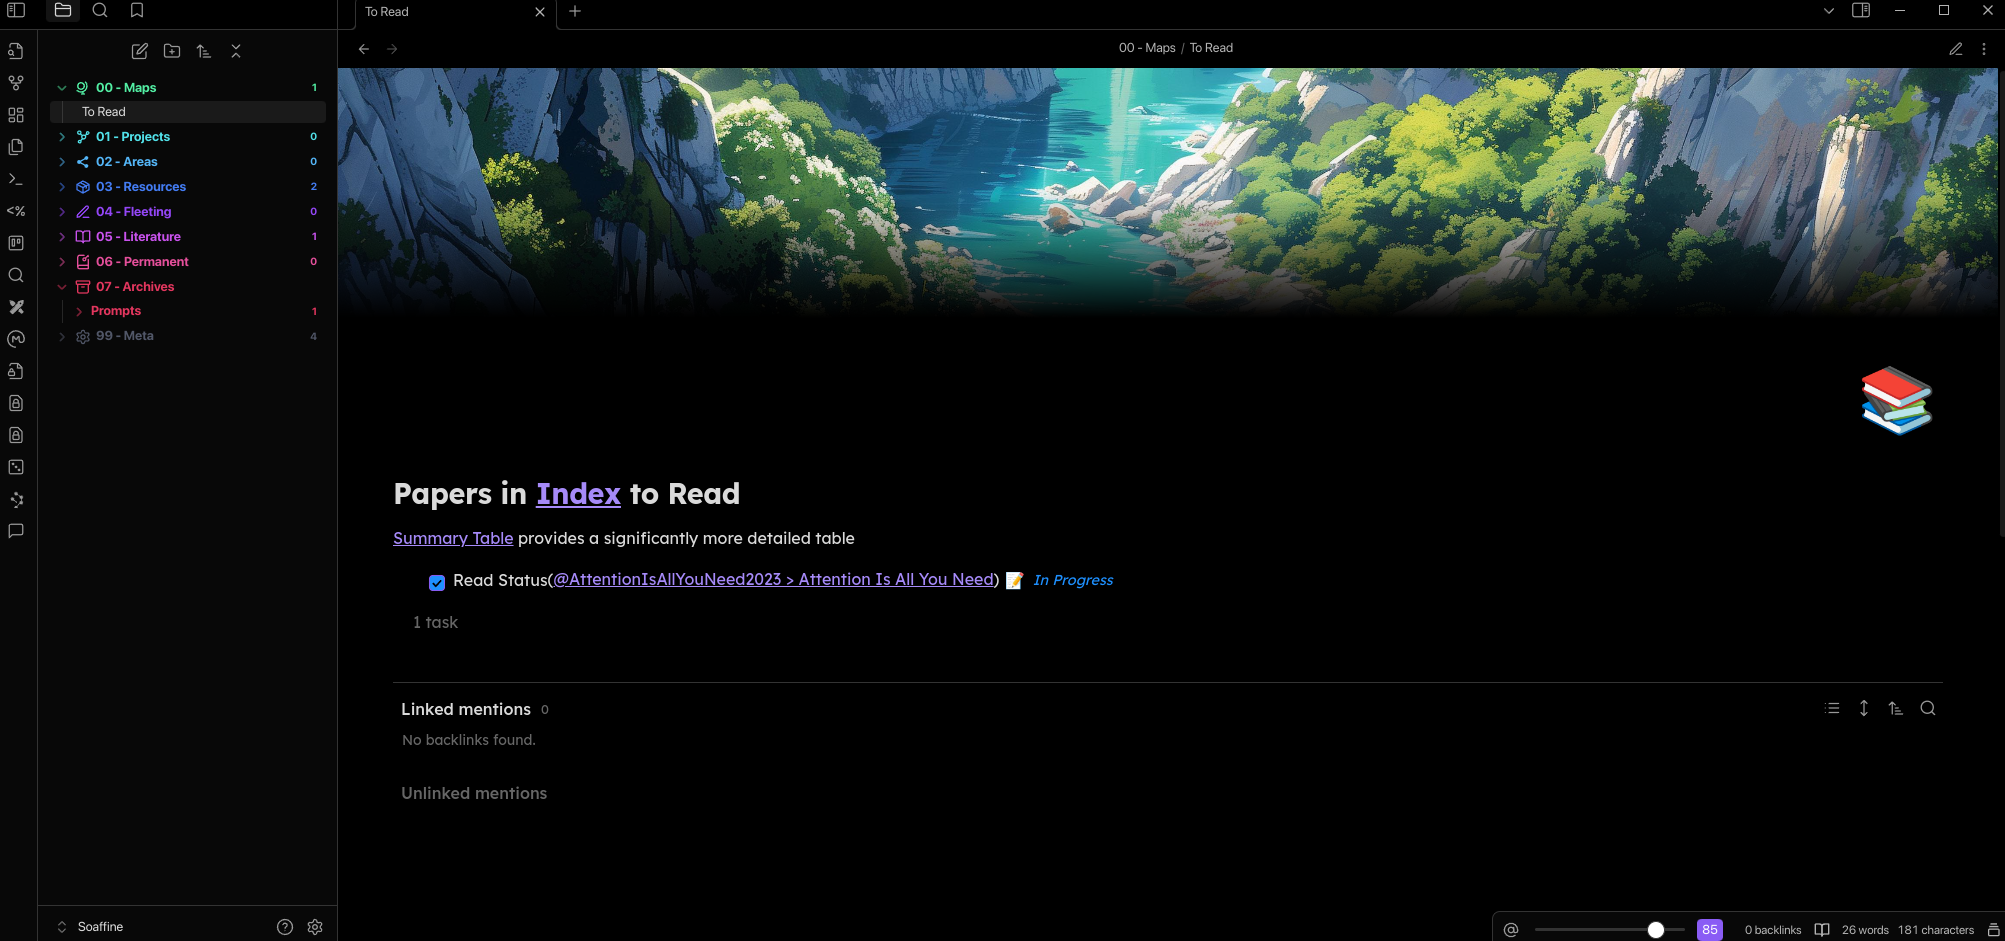 To Read
00 - Maps / To Read
00 - Maps 1
To Read
01 - Projects 0
02 - Areas 0
03 - Resources 2
04 - Fleeting 0
05 - Literature 1
06 - Permanent 0
07 - Archives
Prompts 1
99 - Meta 4
Soaffine
Papers in Index to Read
Summary Table provides a significantly more detailed table
Read Status(@AttentionIsAllYouNeed2023 > Attention Is All You Need) 📝 In Progress
1 task
Linked mentions 0
No backlinks found.
Unlinked mentions
85 0 backlinks 26 words 181 characters